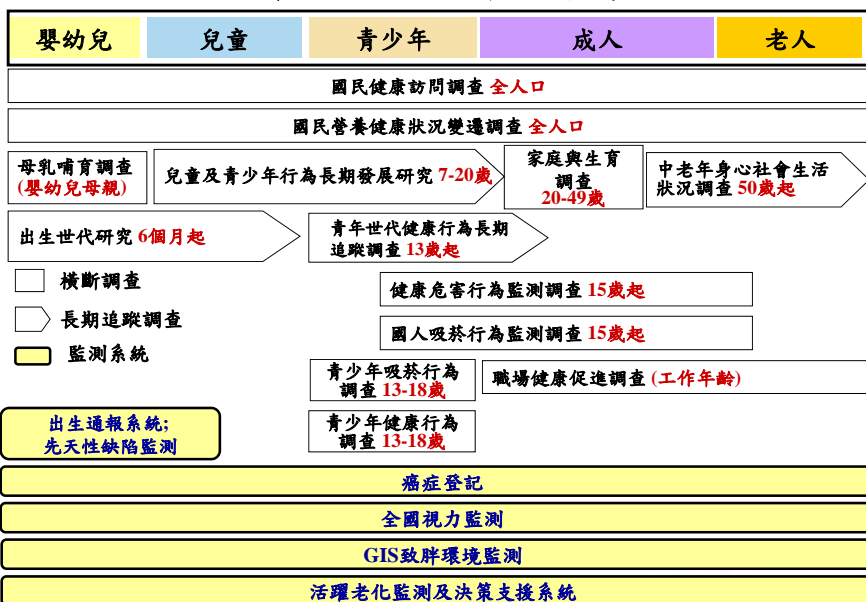 嬰幼兒 兒童 青少年 成人 老人
國民健康訪問調查 全人口
國民營養健康狀況變遷調查 全人口
母乳哺育調查
(嬰幼兒母親)
兒童及青少年行為長期發展研究 7-20歲
家庭與生育
調查
20-49歲
中老年身心社會生活
狀況調查 50歲起
出生世代研究 6個月起
青年世代健康行為長期
追蹤調查 13歲起
橫斷調查
長期追蹤調查
監測系統
健康危害行為監測調查 15歲起
國人吸菸行為監測調查 15歲起
青少年吸菸行為
調查 13-18歲
職場健康促進調查 (工作年齡)
出生通報系統;
先天性缺陷監測
青少年健康行為
調查 13-18歲
癌症登記
全國視力監測
GIS致胖環境監測
活躍老化監測及決策支援系統